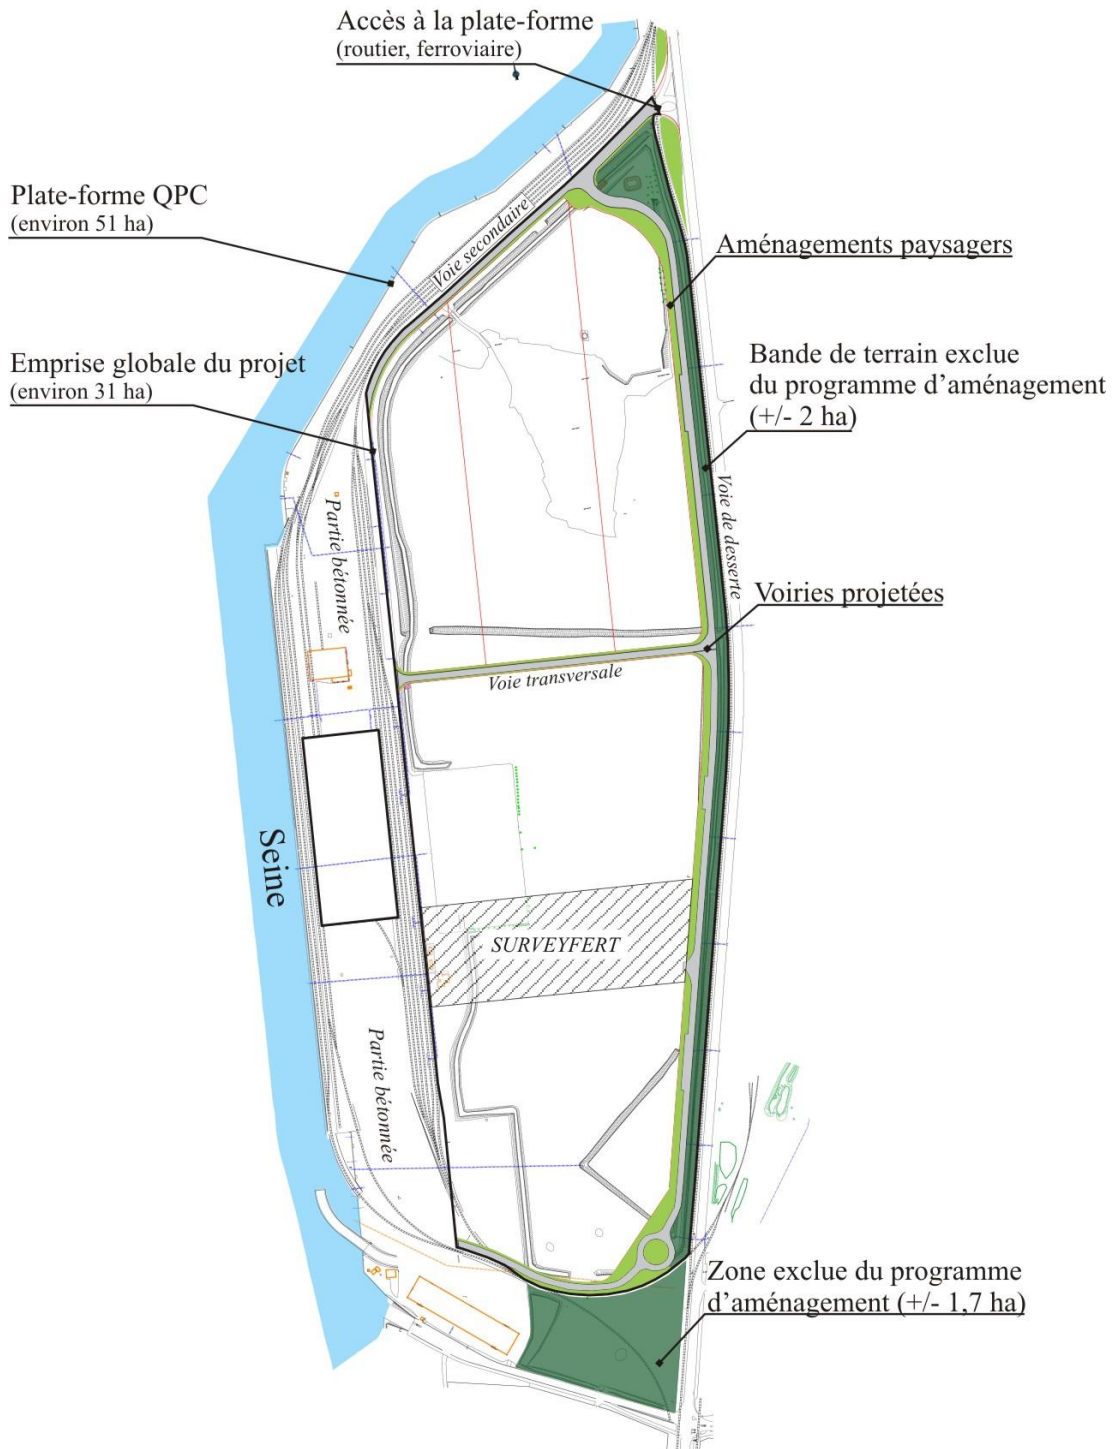 Accès à la plate-forme
(routier, ferroviaire)
Plate-forme QPC
(environ 51 ha)
Voie secondaire
Aménagements paysagers
Emprise globale du projet
(environ 31 ha)
Bande de terrain exclue
du programme d’aménagement
(+/- 2 ha)
Partie bétonnée
Voie de desserte
Voiries projetées
Voie transversale
Seine
SURVEYFERT
Partie bétonnée
Zone exclue du programme
d’aménagement (+/- 1,7 ha)